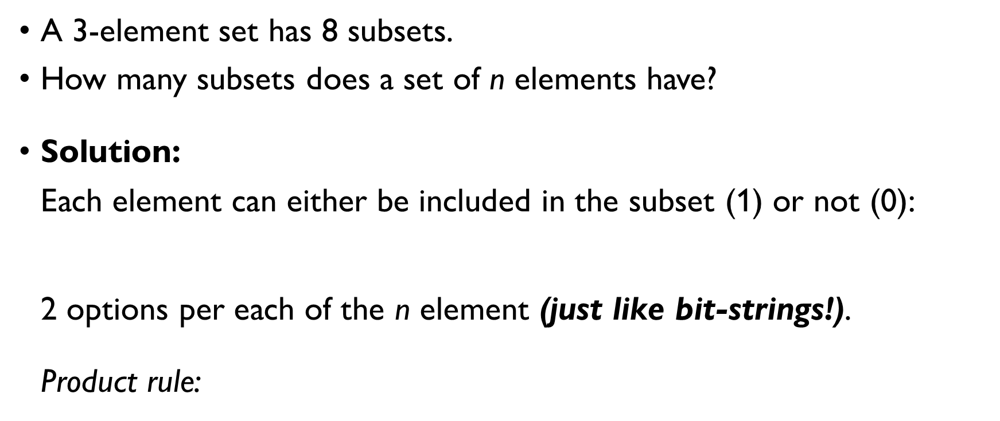 • A 3-element set has 8 subsets.
• How many subsets does a set of n elements have?
• Solution:
Each element can either be included in the subset (1) or not (0):
2 options per each of the n element (just like bit-strings!).
Product rule: